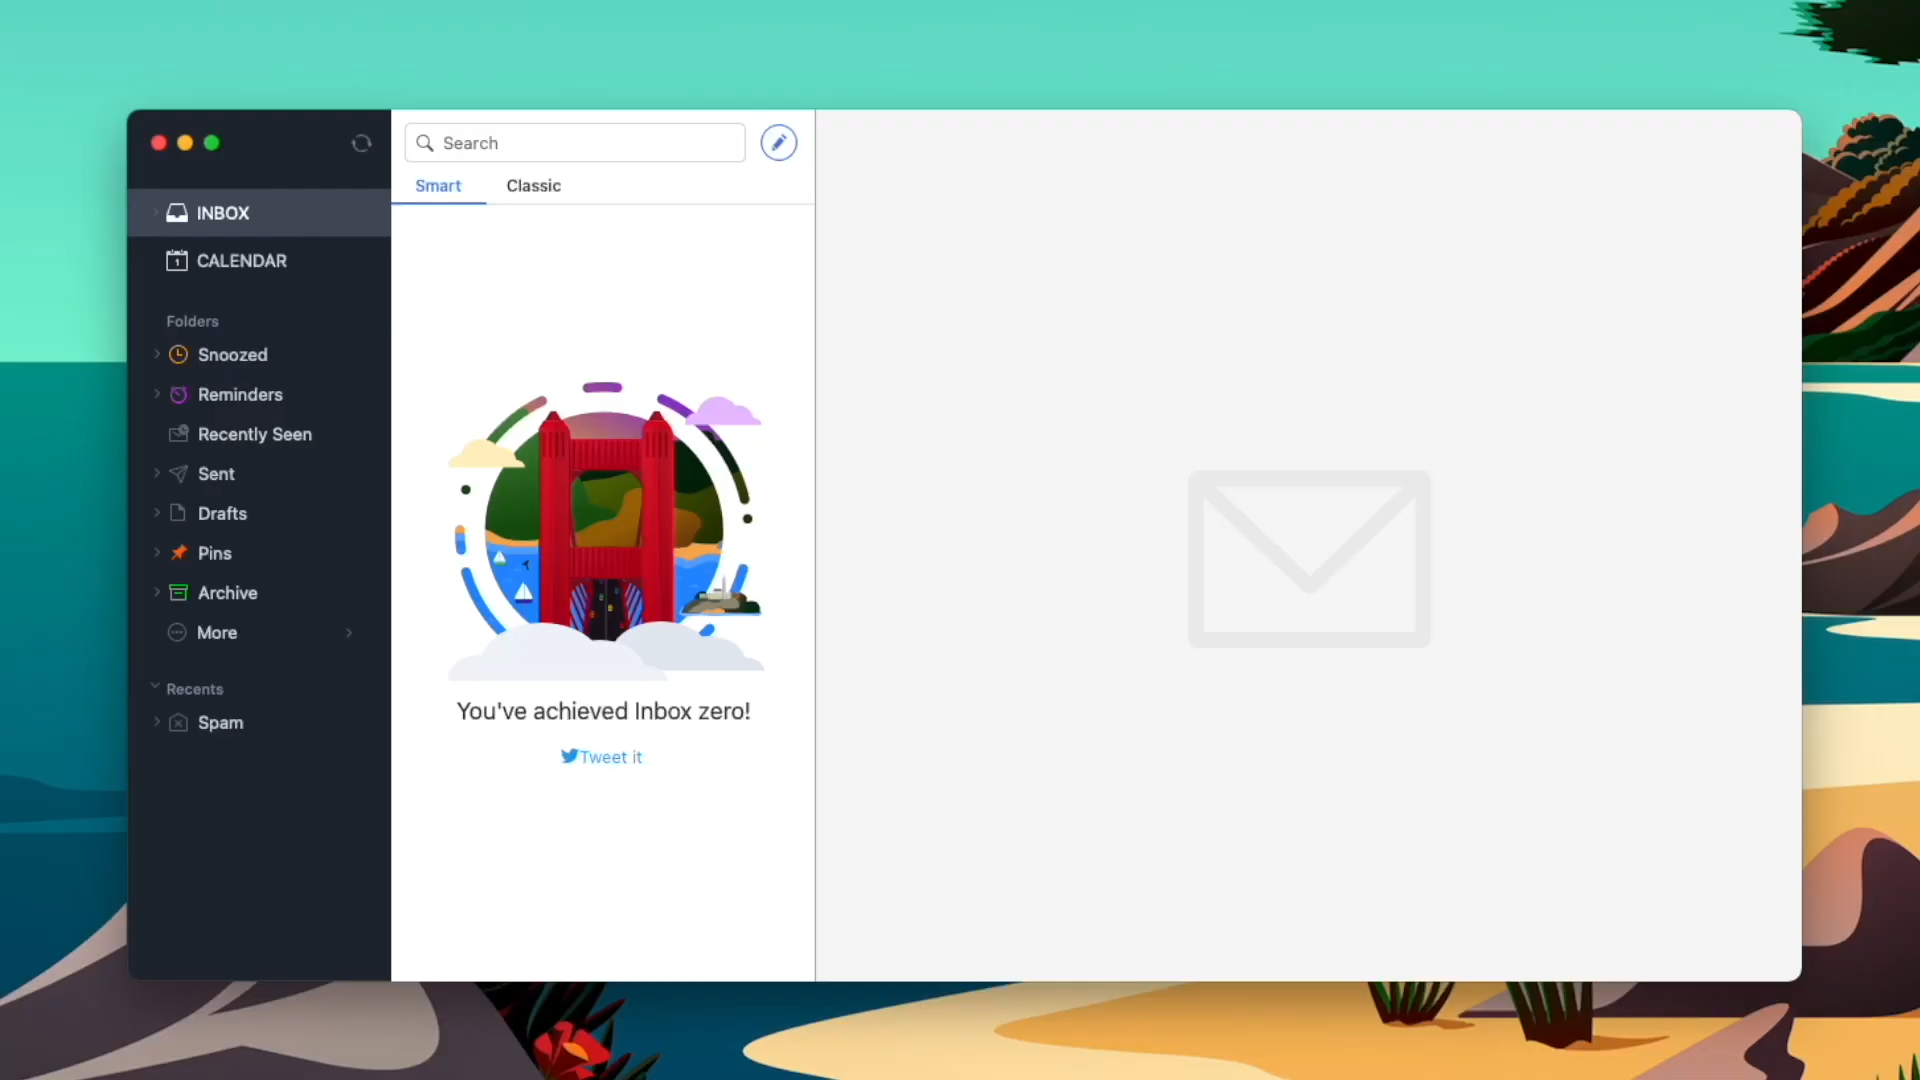 Search
Smart
Classic
INBOX
1
CALENDAR
Folders
Snoozed
Reminders
Recently Seen
Sent
Drafts
Pins
Archive
More
Recents
Spam
You've achieved Inbox zero!
Tweet it